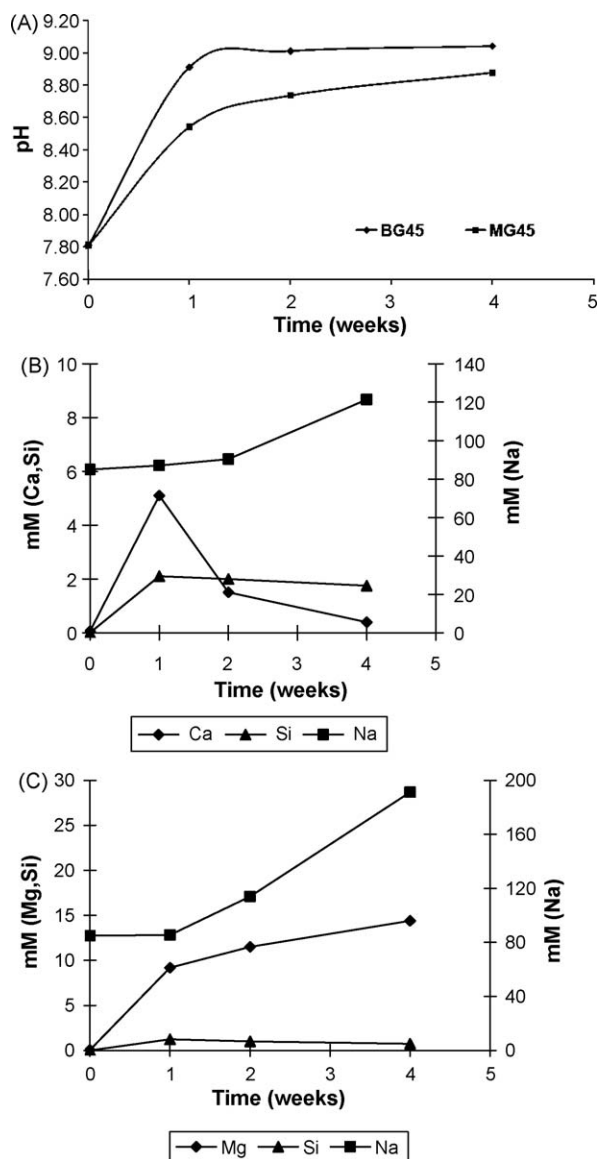 (A)
9.20
9.00
8.80
8.60
8.40
8.20
8.00
7.80
7.60
pH
BG45 MG45
0 1 2 3 4 5
Time (weeks)
(B)
10
8
6
4
2
0
mM (Ca,Si)
140
120
100
80
60
40
20
0
mM (Na)
0 1 2 3 4 5
Time (weeks)
Ca Si Na
(C)
30
25
20
15
10
5
0
mM (Mg,Si)
200
160
120
80
40
0
mM (Na)
0 1 2 3 4 5
Time (weeks)
Mg Si Na